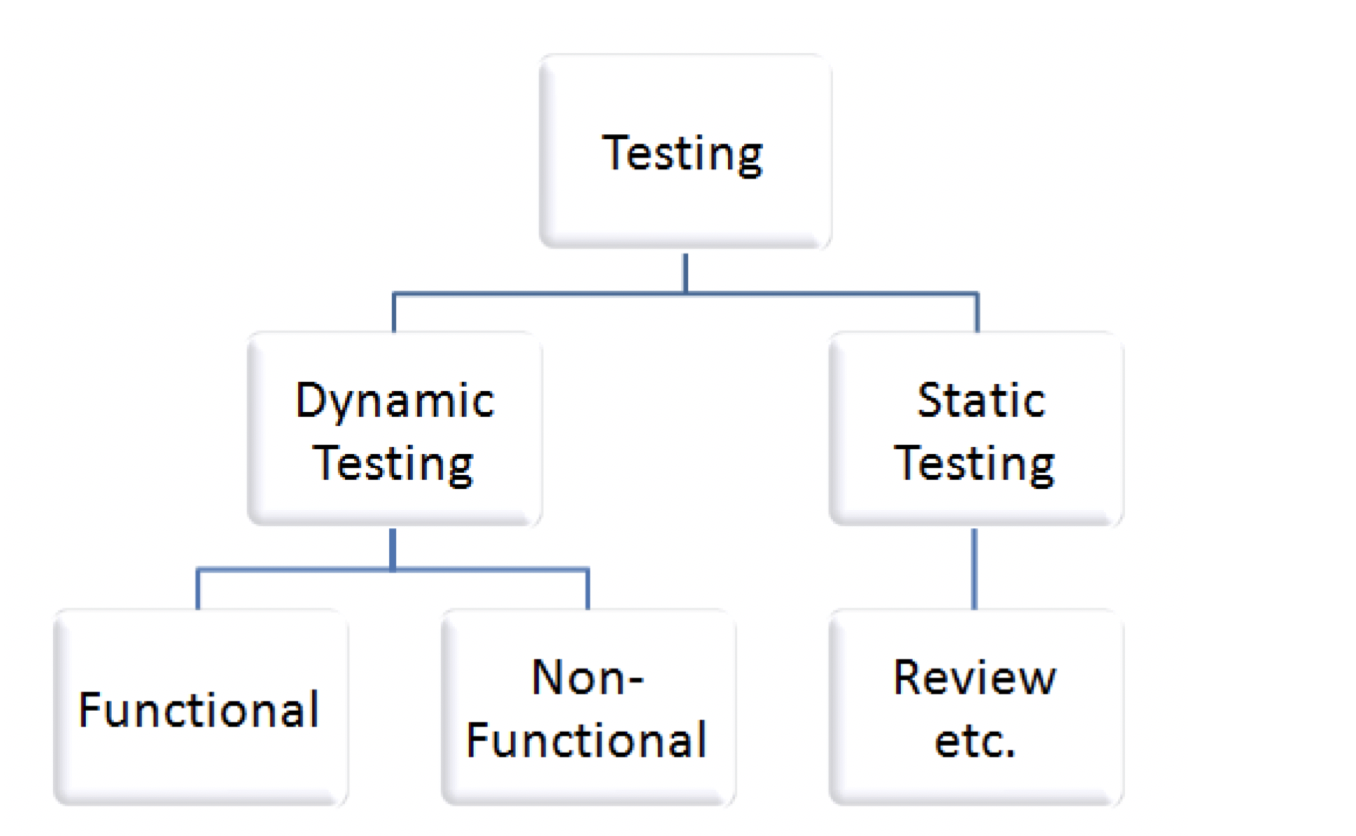 Testing
Dynamic
Testing
Static
Testing
Functional
Non-
Functional
Review
etc.